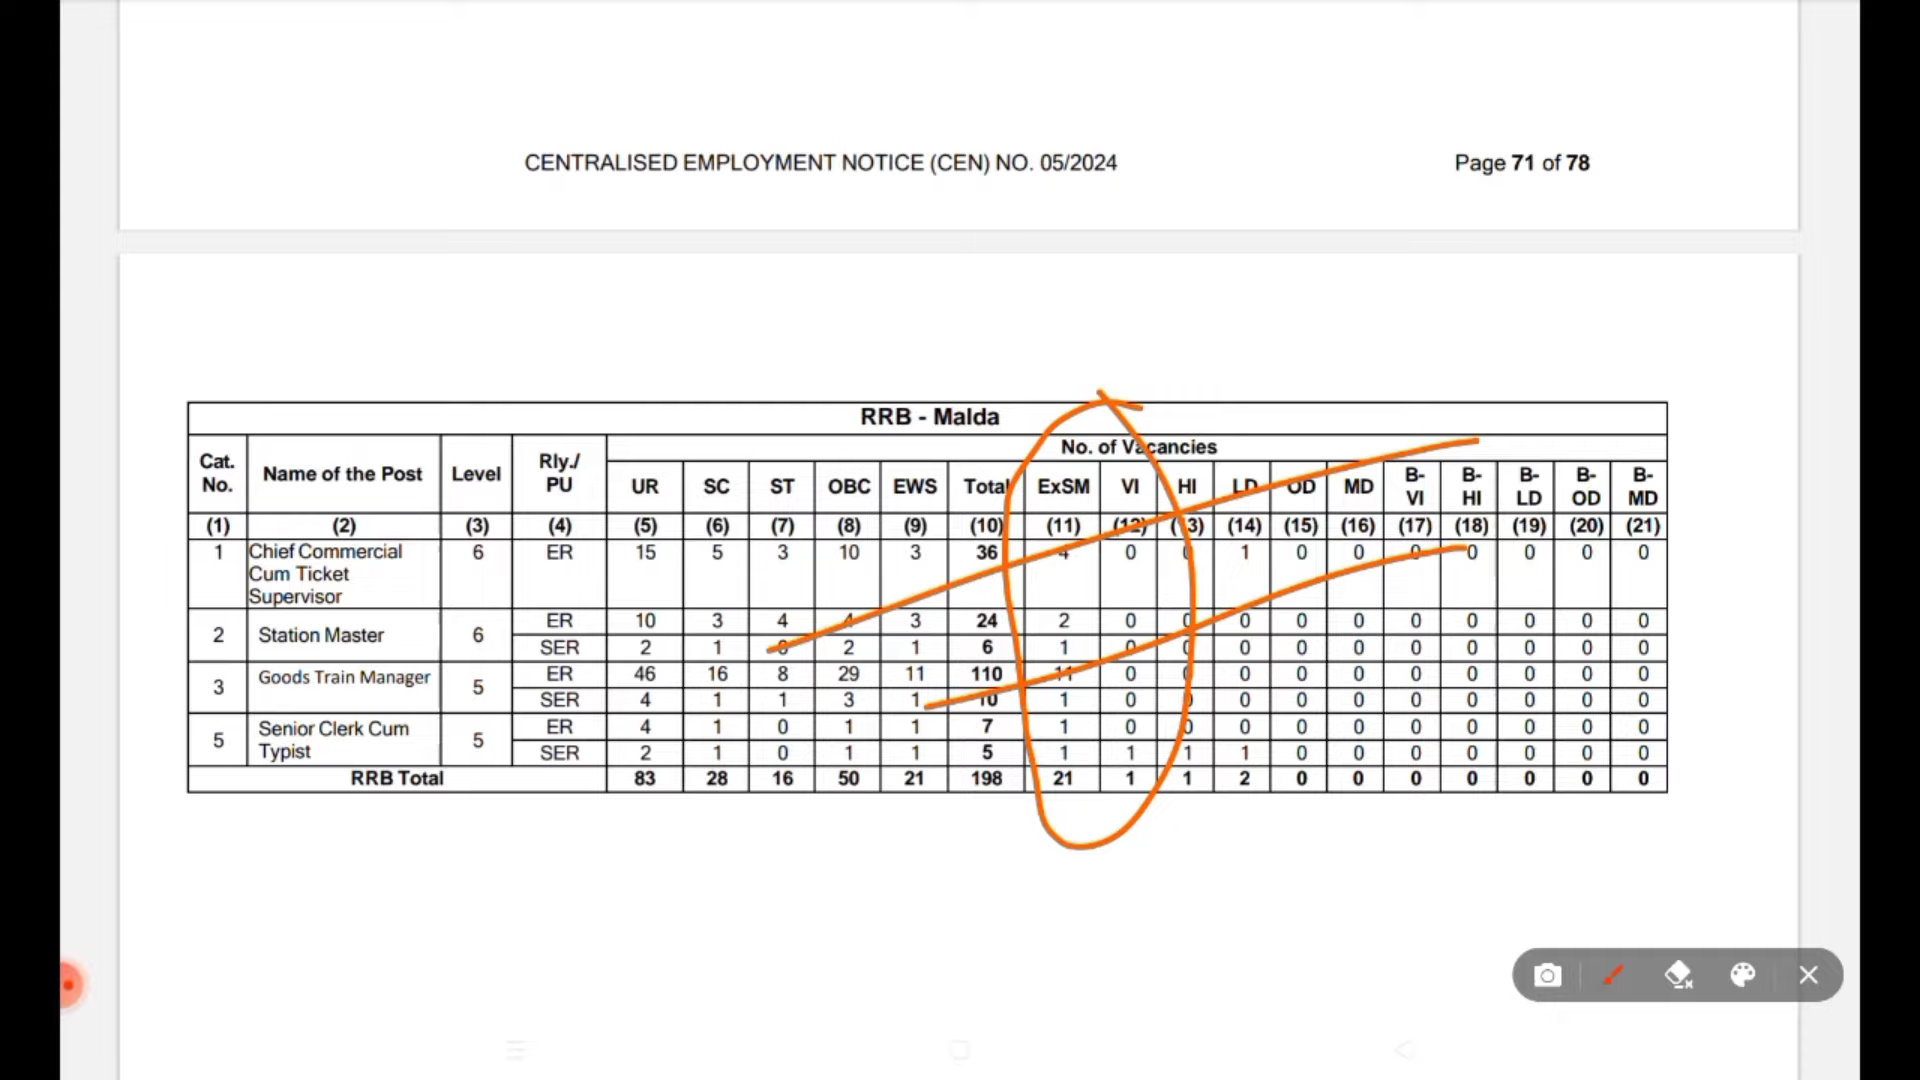 CENTRALISED EMPLOYMENT NOTICE (CEN) NO. 05/2024 Page 71 of 78
RRB - Malda
Cat. No. Name of the Post Level Rly./ PU No. of Vacancies
UR SC ST OBC EWS Total ExSM VI HI LD OD MD B-VI B-HI B-LD B-OD B-MD
(1) (2) (3) (4) (5) (6) (7) (8) (9) (10) (11) (12) (13) (14) (15) (16) (17) (18) (19) (20) (21)
1 Chief Commercial Cum Ticket Supervisor 6 ER 15 5 3 10 3 36 4 0 0 1 0 0 0 0 0 0 0
2 Station Master 6 ER 10 3 4 4 3 24 2 0 0 0 0 0 0 0 0 0 0
SER 2 1 0 2 1 6 1 0 0 0 0 0 0 0 0 0 0
3 Goods Train Manager 5 ER 46 16 8 29 11 110 11 0 0 0 0 0 0 0 0 0 0
SER 4 1 1 3 1 10 1 0 0 0 0 0 0 0 0 0 0
5 Senior Clerk Cum Typist 5 ER 4 1 0 1 1 7 1 0 0 0 0 0 0 0 0 0 0
SER 2 1 0 1 1 5 1 1 1 1 0 0 0 0 0 0 0
RRB Total 83 28 16 50 21 198 21 1 1 2 0 0 0 0 0 0 0